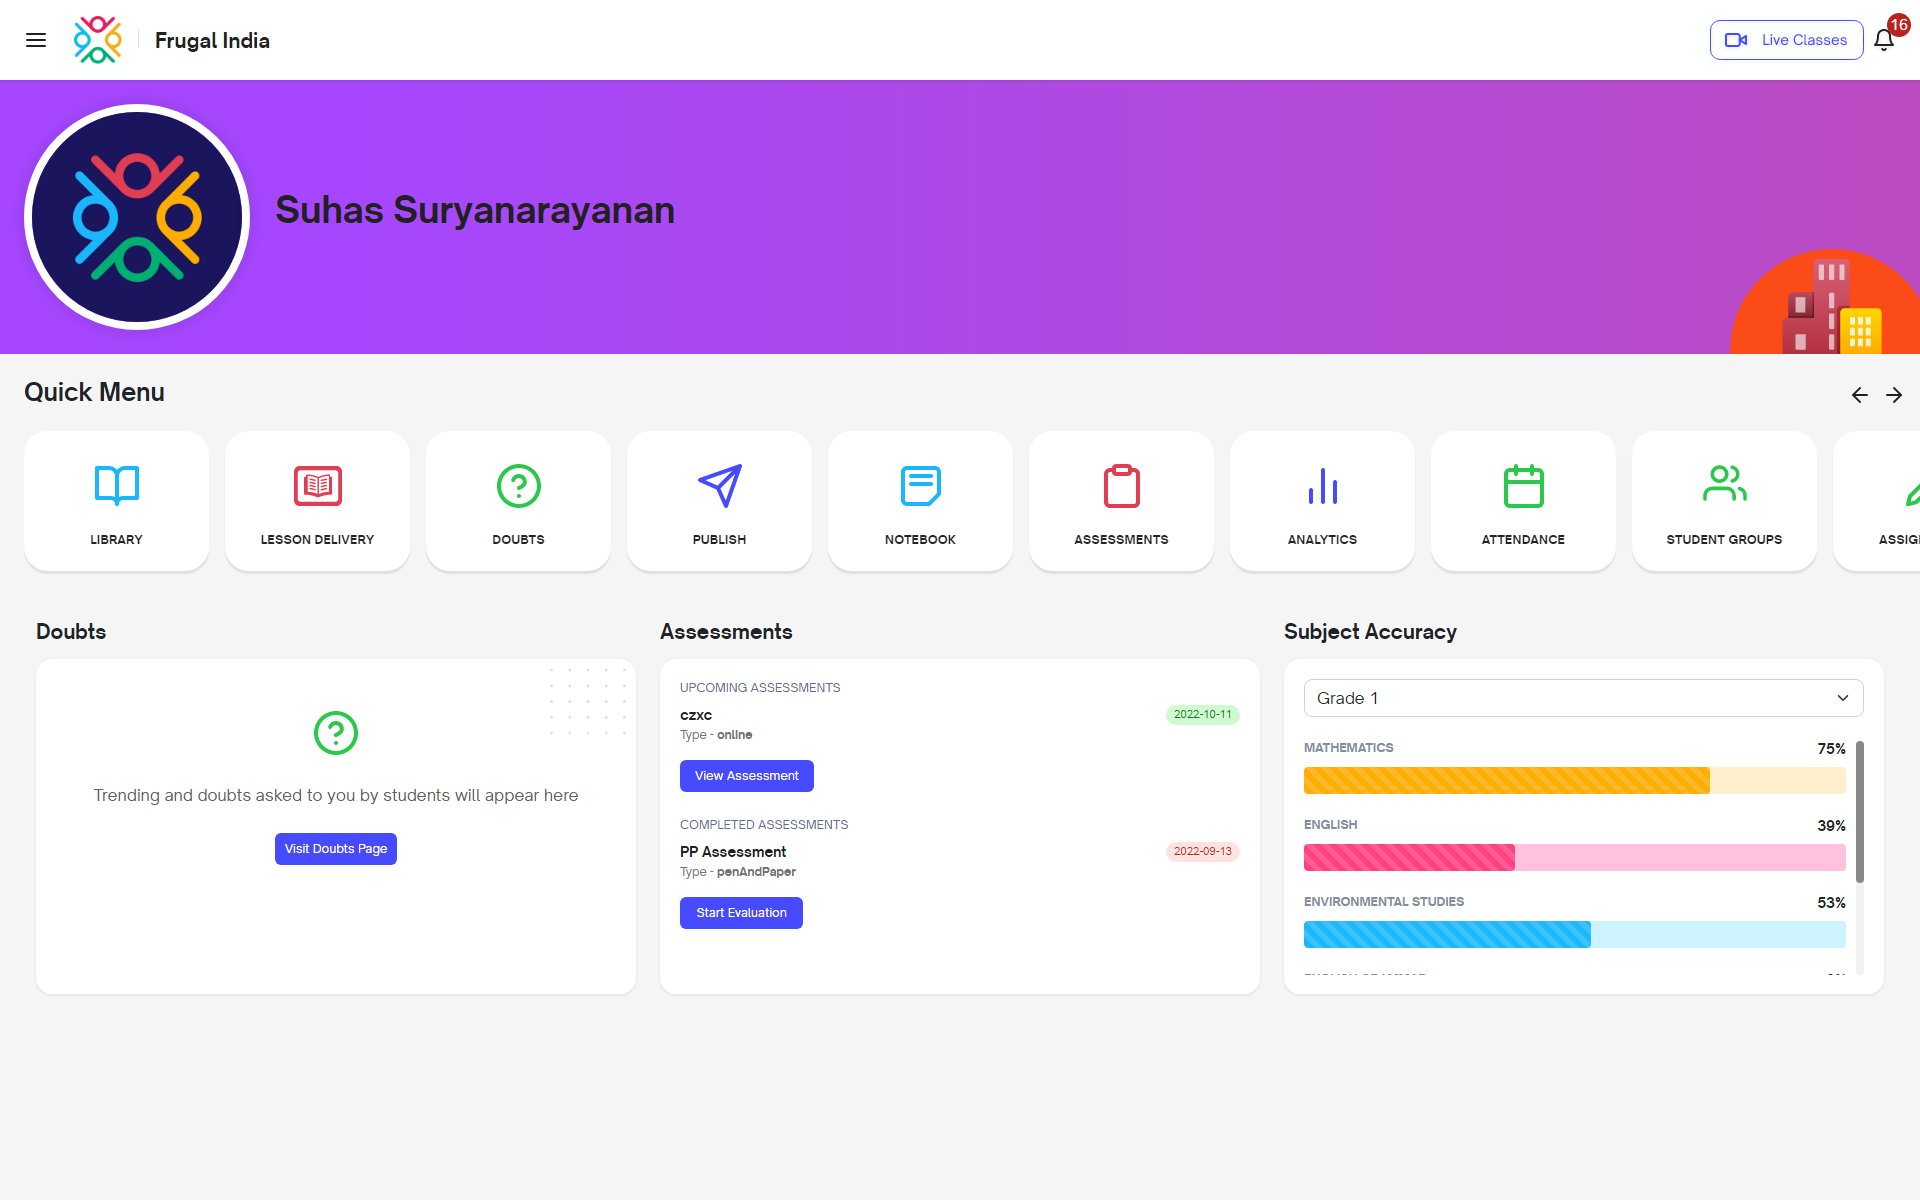 Frugal India
Live Classes
16
Suhas Suryanarayanan
Quick Menu
LIBRARY
LESSON DELIVERY
DOUBTS
PUBLISH
NOTEBOOK
ASSESSMENTS
ANALYTICS
ATTENDANCE
STUDENT GROUPS
Doubts
Trending and doubts asked to you by students will appear here
Visit Doubts Page
Assessments
UPCOMING ASSESSMENTS
czxc
2022-10-11
Type - online
View Assessment
COMPLETED ASSESSMENTS
PP Assessment
2022-09-13
Type - penAndPaper
Start Evaluation
Subject Accuracy
Grade 1
MATHEMATICS
75%
ENGLISH
39%
ENVIRONMENTAL STUDIES
53%